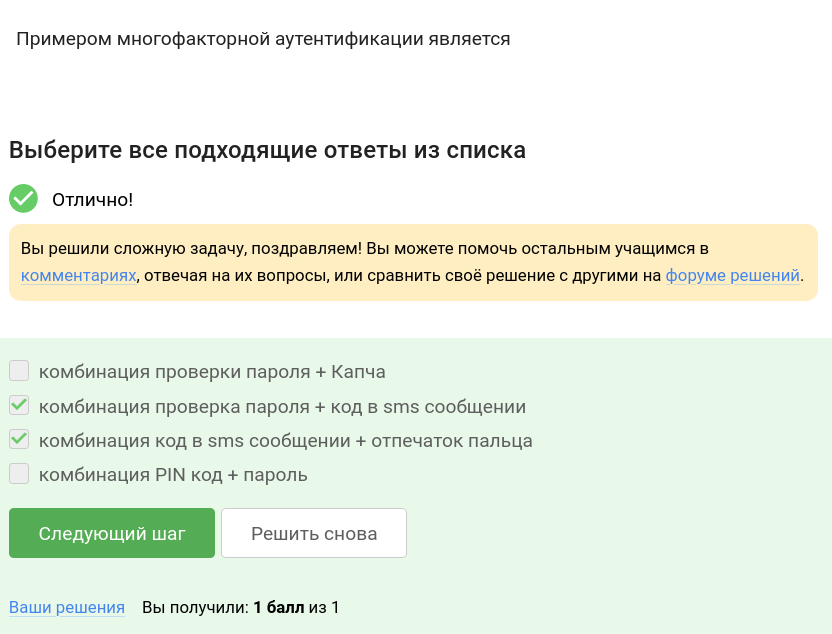 Примером многофакторной аутентификации является
Выберите все подходящие ответы из списка
Отлично!
Вы решили сложную задачу, поздравляем! Вы можете помочь остальным учащимся в
комментариях, отвечая на их вопросы, или сравнить своё решение с другими на форуме решений.
комбинация проверки пароля + Капча
комбинация проверка пароля + код в sms сообщении
комбинация код в sms сообщении + отпечаток пальца
комбинация PIN код + пароль
Следующий шаг Решить снова
Ваши решения Вы получили: 1 балл из 1